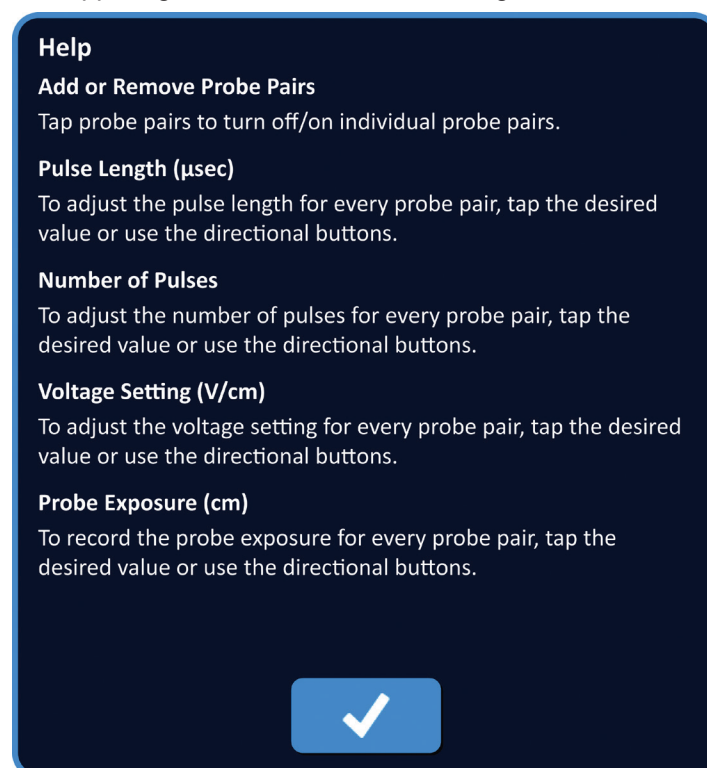 Help
Add or Remove Probe Pairs
Tap probe pairs to turn off/on individual probe pairs.
Pulse Length (µsec)
To adjust the pulse length for every probe pair, tap the desired
value or use the directional buttons.
Number of Pulses
To adjust the number of pulses for every probe pair, tap the
desired value or use the directional buttons.
Voltage Setting (V/cm)
To adjust the voltage setting for every probe pair, tap the desired
value or use the directional buttons.
Probe Exposure (cm)
To record the probe exposure for every probe pair, tap the
desired value or use the directional buttons.